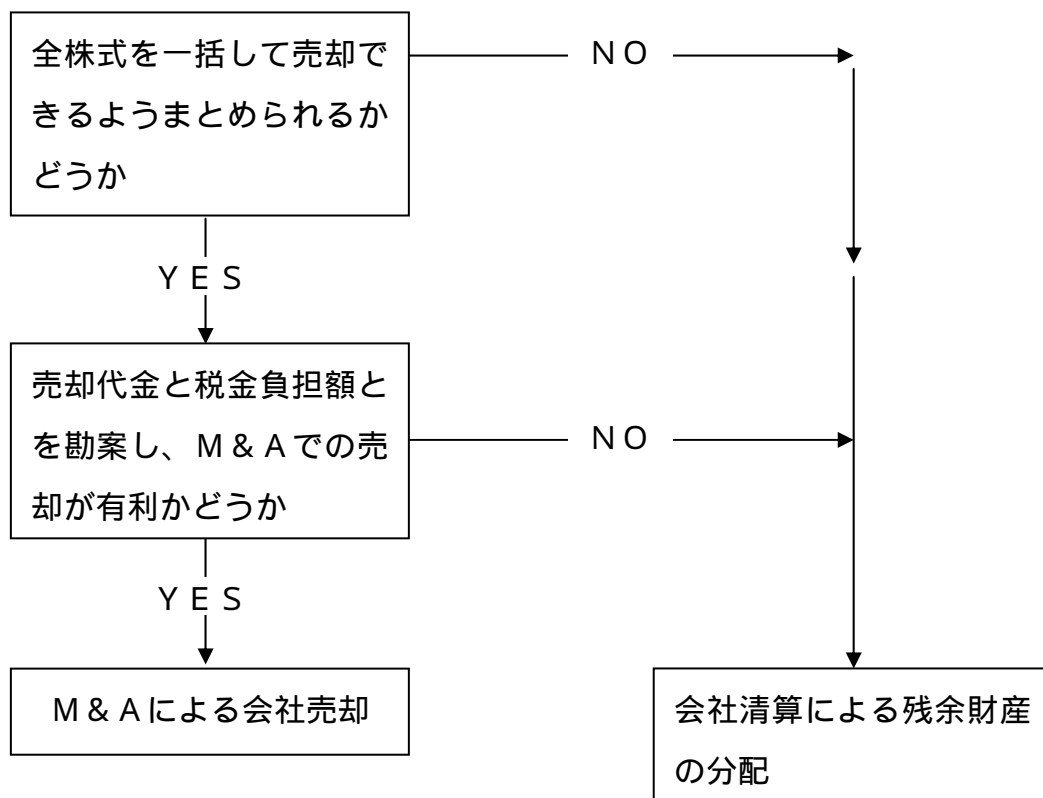 全株式を一括して売却で
きるようまとめられるか
どうか
ＮＯ
ＹＥＳ
売却代金と税金負担額と
を勘案し、Ｍ＆Ａでの売
却が有利かどうか
ＮＯ
ＹＥＳ
Ｍ＆Ａによる会社売却
会社清算による残余財産
の分配